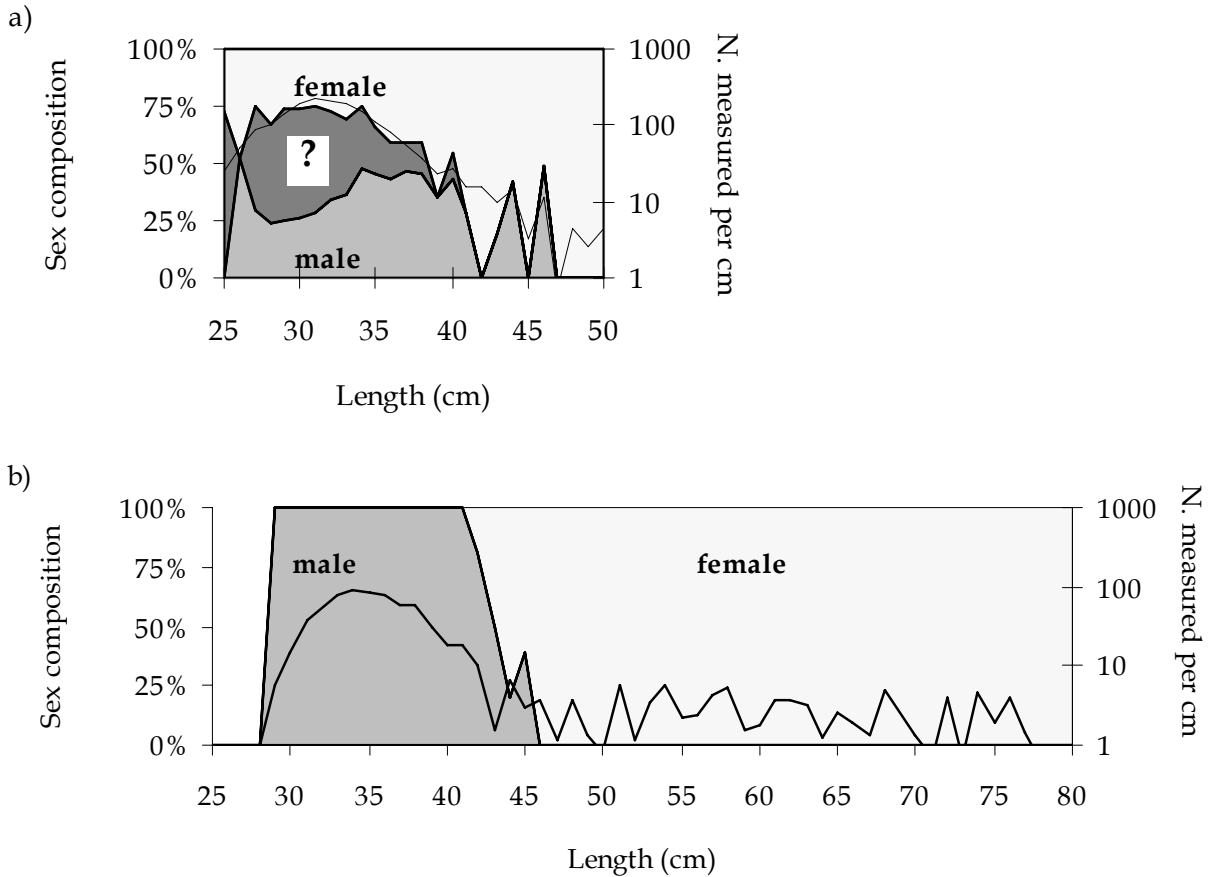 a)
100%
75%
50%
25%
0%
Sex composition
female
?
male
1000
100
10
1
N. measured per cm
25 30 35 40 45 50
Length (cm)
b)
100%
75%
50%
25%
0%
Sex composition
male
female
1000
100
10
1
N. measured per cm
25 30 35 40 45 50 55 60 65 70 75 80
Length (cm)